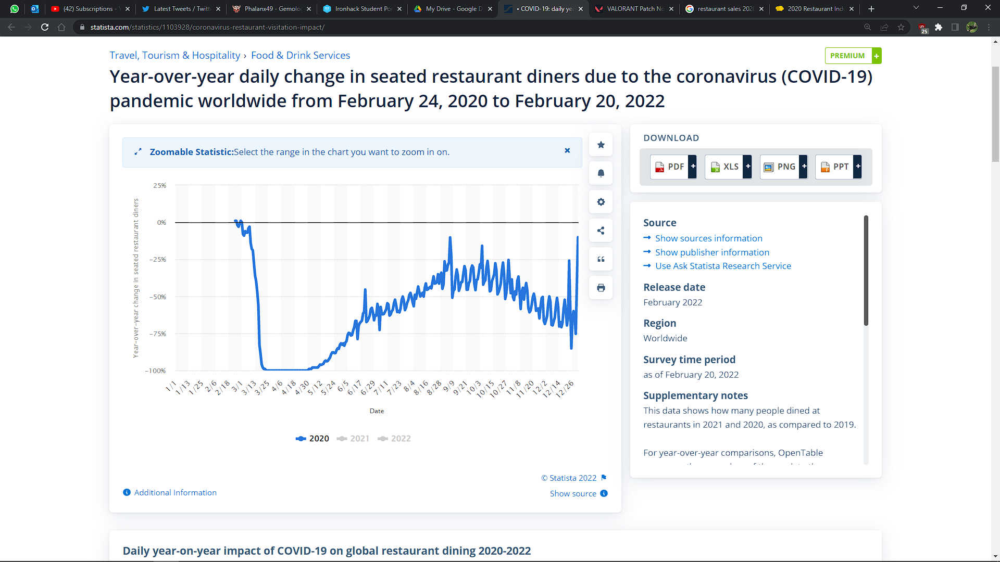 (42) Subscriptions -
Latest Tweets / Twitt
Phalanx49 - Gemolo
Ironhack Student Po
My Drive - Google D
• COVID-19: daily ye
VALORANT Patch No
restaurant sales 2020
2020 Restaurant Ind
statista.com/statistics/1103928/coronavirus-restaurant-visitation-impact/
25
Travel, Tourism & Hospitality › Food & Drink Services
PREMIUM +
Year-over-year daily change in seated restaurant diners due to the coronavirus (COVID-19)
pandemic worldwide from February 24, 2020 to February 20, 2022
Zoomable Statistic:Select the range in the chart you want to zoom in on.
Year-over-year change in seated restaurant diners
25%
0%
-25%
-50%
-75%
-100%
1/1
1/13
1/25
2/6
2/18
3/1
3/13
3/25
4/6
4/18
4/30
5/12
5/24
6/5
6/17
6/29
7/11
7/23
8/4
8/16
8/28
9/9
9/21
10/3
10/15
10/27
11/8
11/20
12/2
12/14
12/26
Date
2020 2021 2022
© Statista 2022
Additional Information
Show source
DOWNLOAD
PDF + XLS + PNG + PPT +
Source
Show sources information
Show publisher information
Use Ask Statista Research Service
Release date
February 2022
Region
Worldwide
Survey time period
as of February 20, 2022
Supplementary notes
This data shows how many people dined at
restaurants in 2021 and 2020, as compared to 2019.
For year-over-year comparisons, OpenTable
Daily year-on-year impact of COVID-19 on global restaurant dining 2020-2022